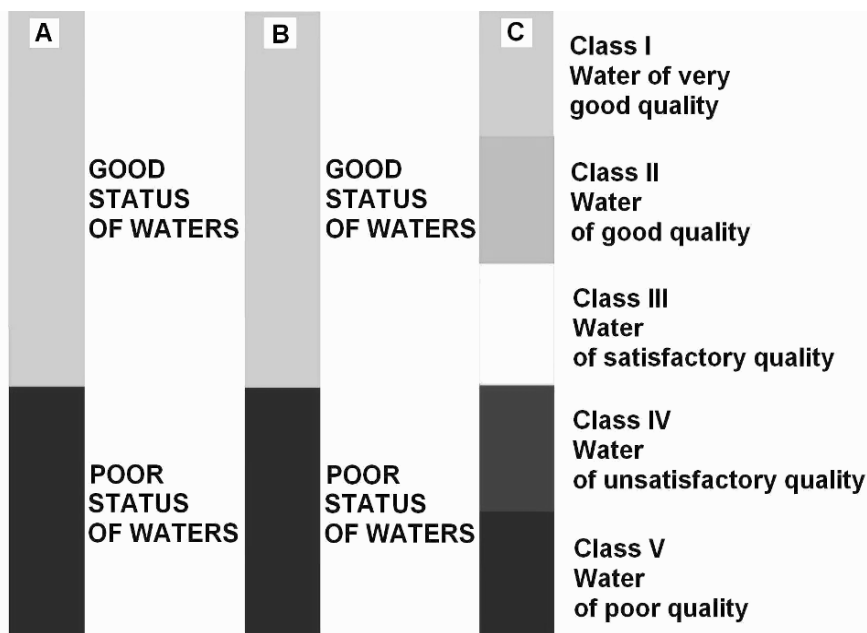 A
GOOD
STATUS
OF WATERS
POOR
STATUS
OF WATERS
B
GOOD
STATUS
OF WATERS
POOR
STATUS
OF WATERS
C
Class I
Water of very
good quality
Class II
Water
of good quality
Class III
Water
of satisfactory quality
Class IV
Water
of unsatisfactory quality
Class V
Water
of poor quality